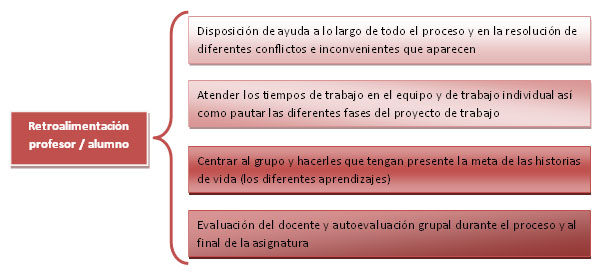 Retroalimentación
profesor / alumno
Disposición de ayuda a lo largo de todo el proceso y en la resolución de
diferentes conflictos e inconvenientes que aparecen
Atender los tiempos de trabajo en el equipo y de trabajo individual así
como pautar las diferentes fases del proyecto de trabajo
Centrar al grupo y hacerles que tengan presente la meta de las historias
de vida (los diferentes aprendizajes)
Evaluación del docente y autoevaluación grupal durante el proceso y al
final de la asignatura